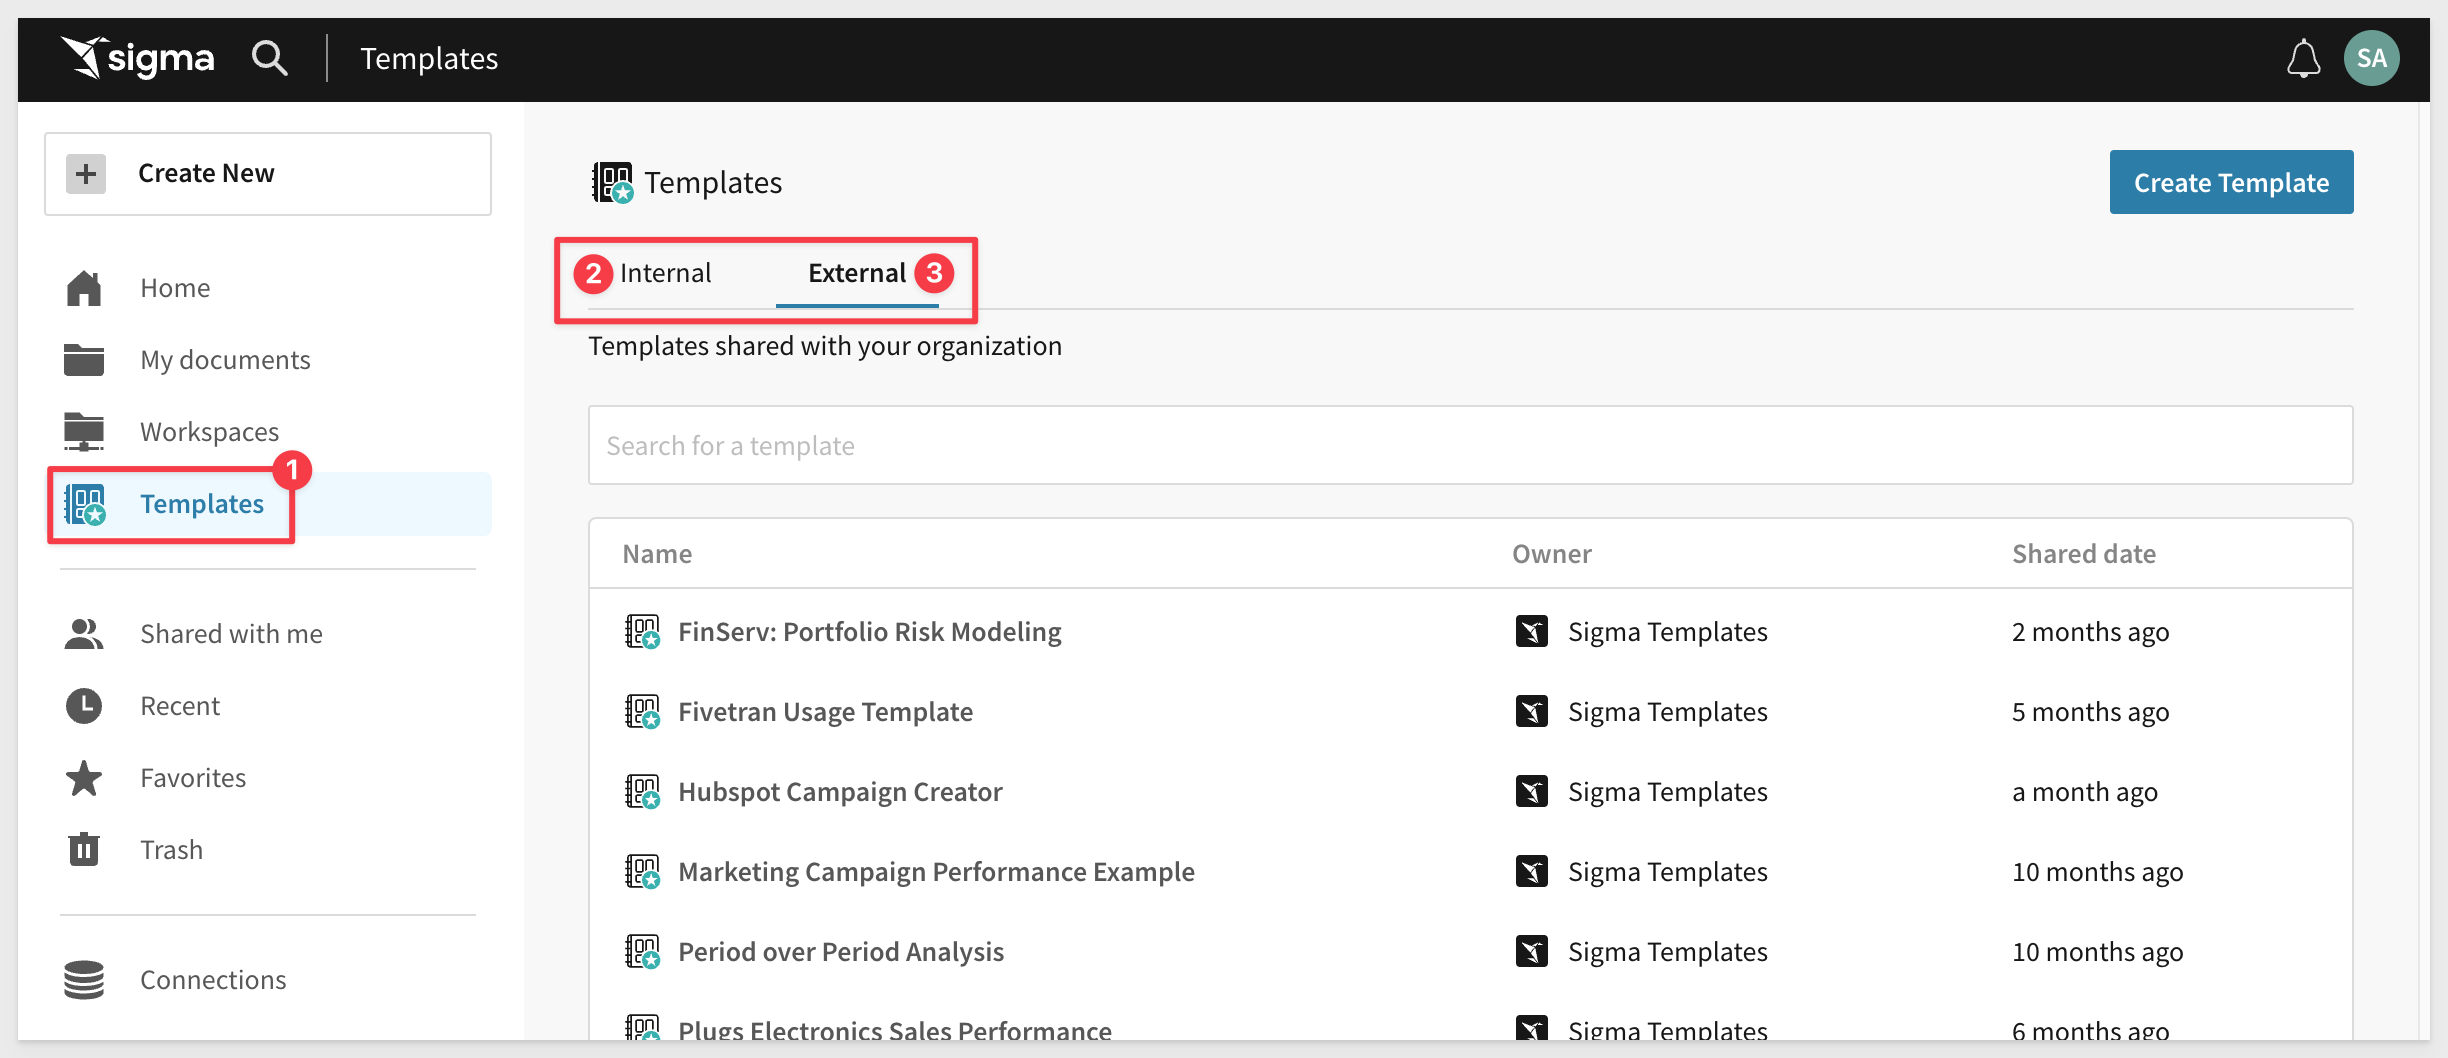 sigma
Templates
SA
Create New
Home
My documents
Workspaces
1
Templates
Shared with me
Recent
Favorites
Trash
Connections
Templates
Create Template
2 Internal External 3
Templates shared with your organization
Search for a template
Name Owner Shared date
FinServ: Portfolio Risk Modeling Sigma Templates 2 months ago
Fivetran Usage Template Sigma Templates 5 months ago
Hubspot Campaign Creator Sigma Templates a month ago
Marketing Campaign Performance Example Sigma Templates 10 months ago
Period over Period Analysis Sigma Templates 10 months ago
Plugs Electronics Sales Performance Sigma Templates 6 months ago